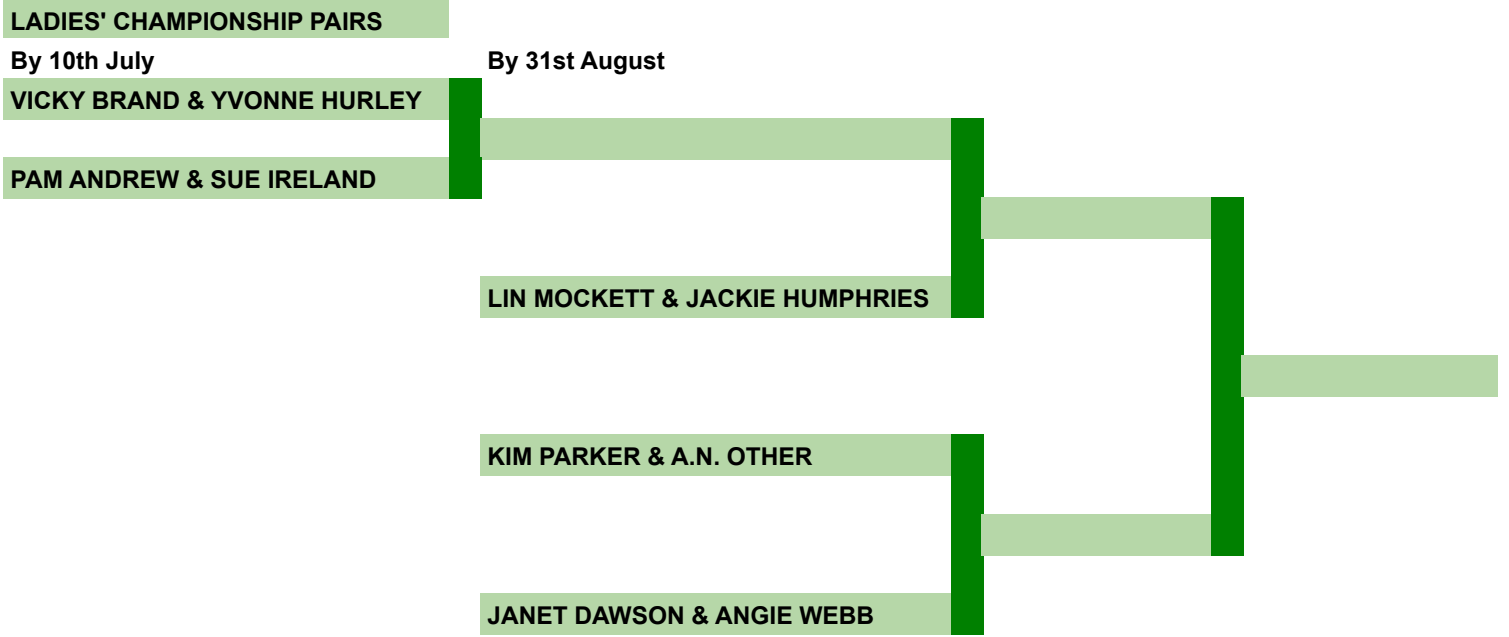 LADIES' CHAMPIONSHIP PAIRS
By 10th July
By 31st August
VICKY BRAND & YVONNE HURLEY
PAM ANDREW & SUE IRELAND
LIN MOCKETT & JACKIE HUMPHRIES
KIM PARKER & A.N. OTHER
JANET DAWSON & ANGIE WEBB